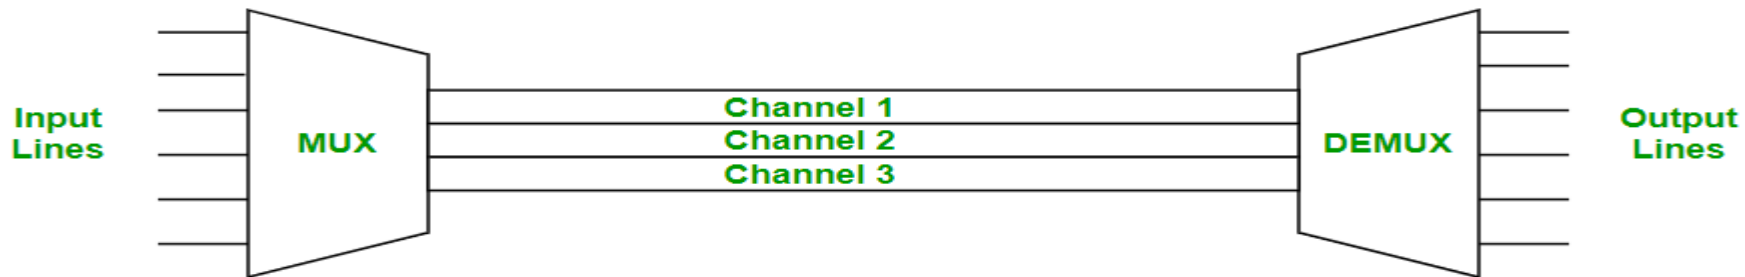 Input
Lines
MUX
Channel 1
Channel 2
Channel 3
DEMUX
Output
Lines